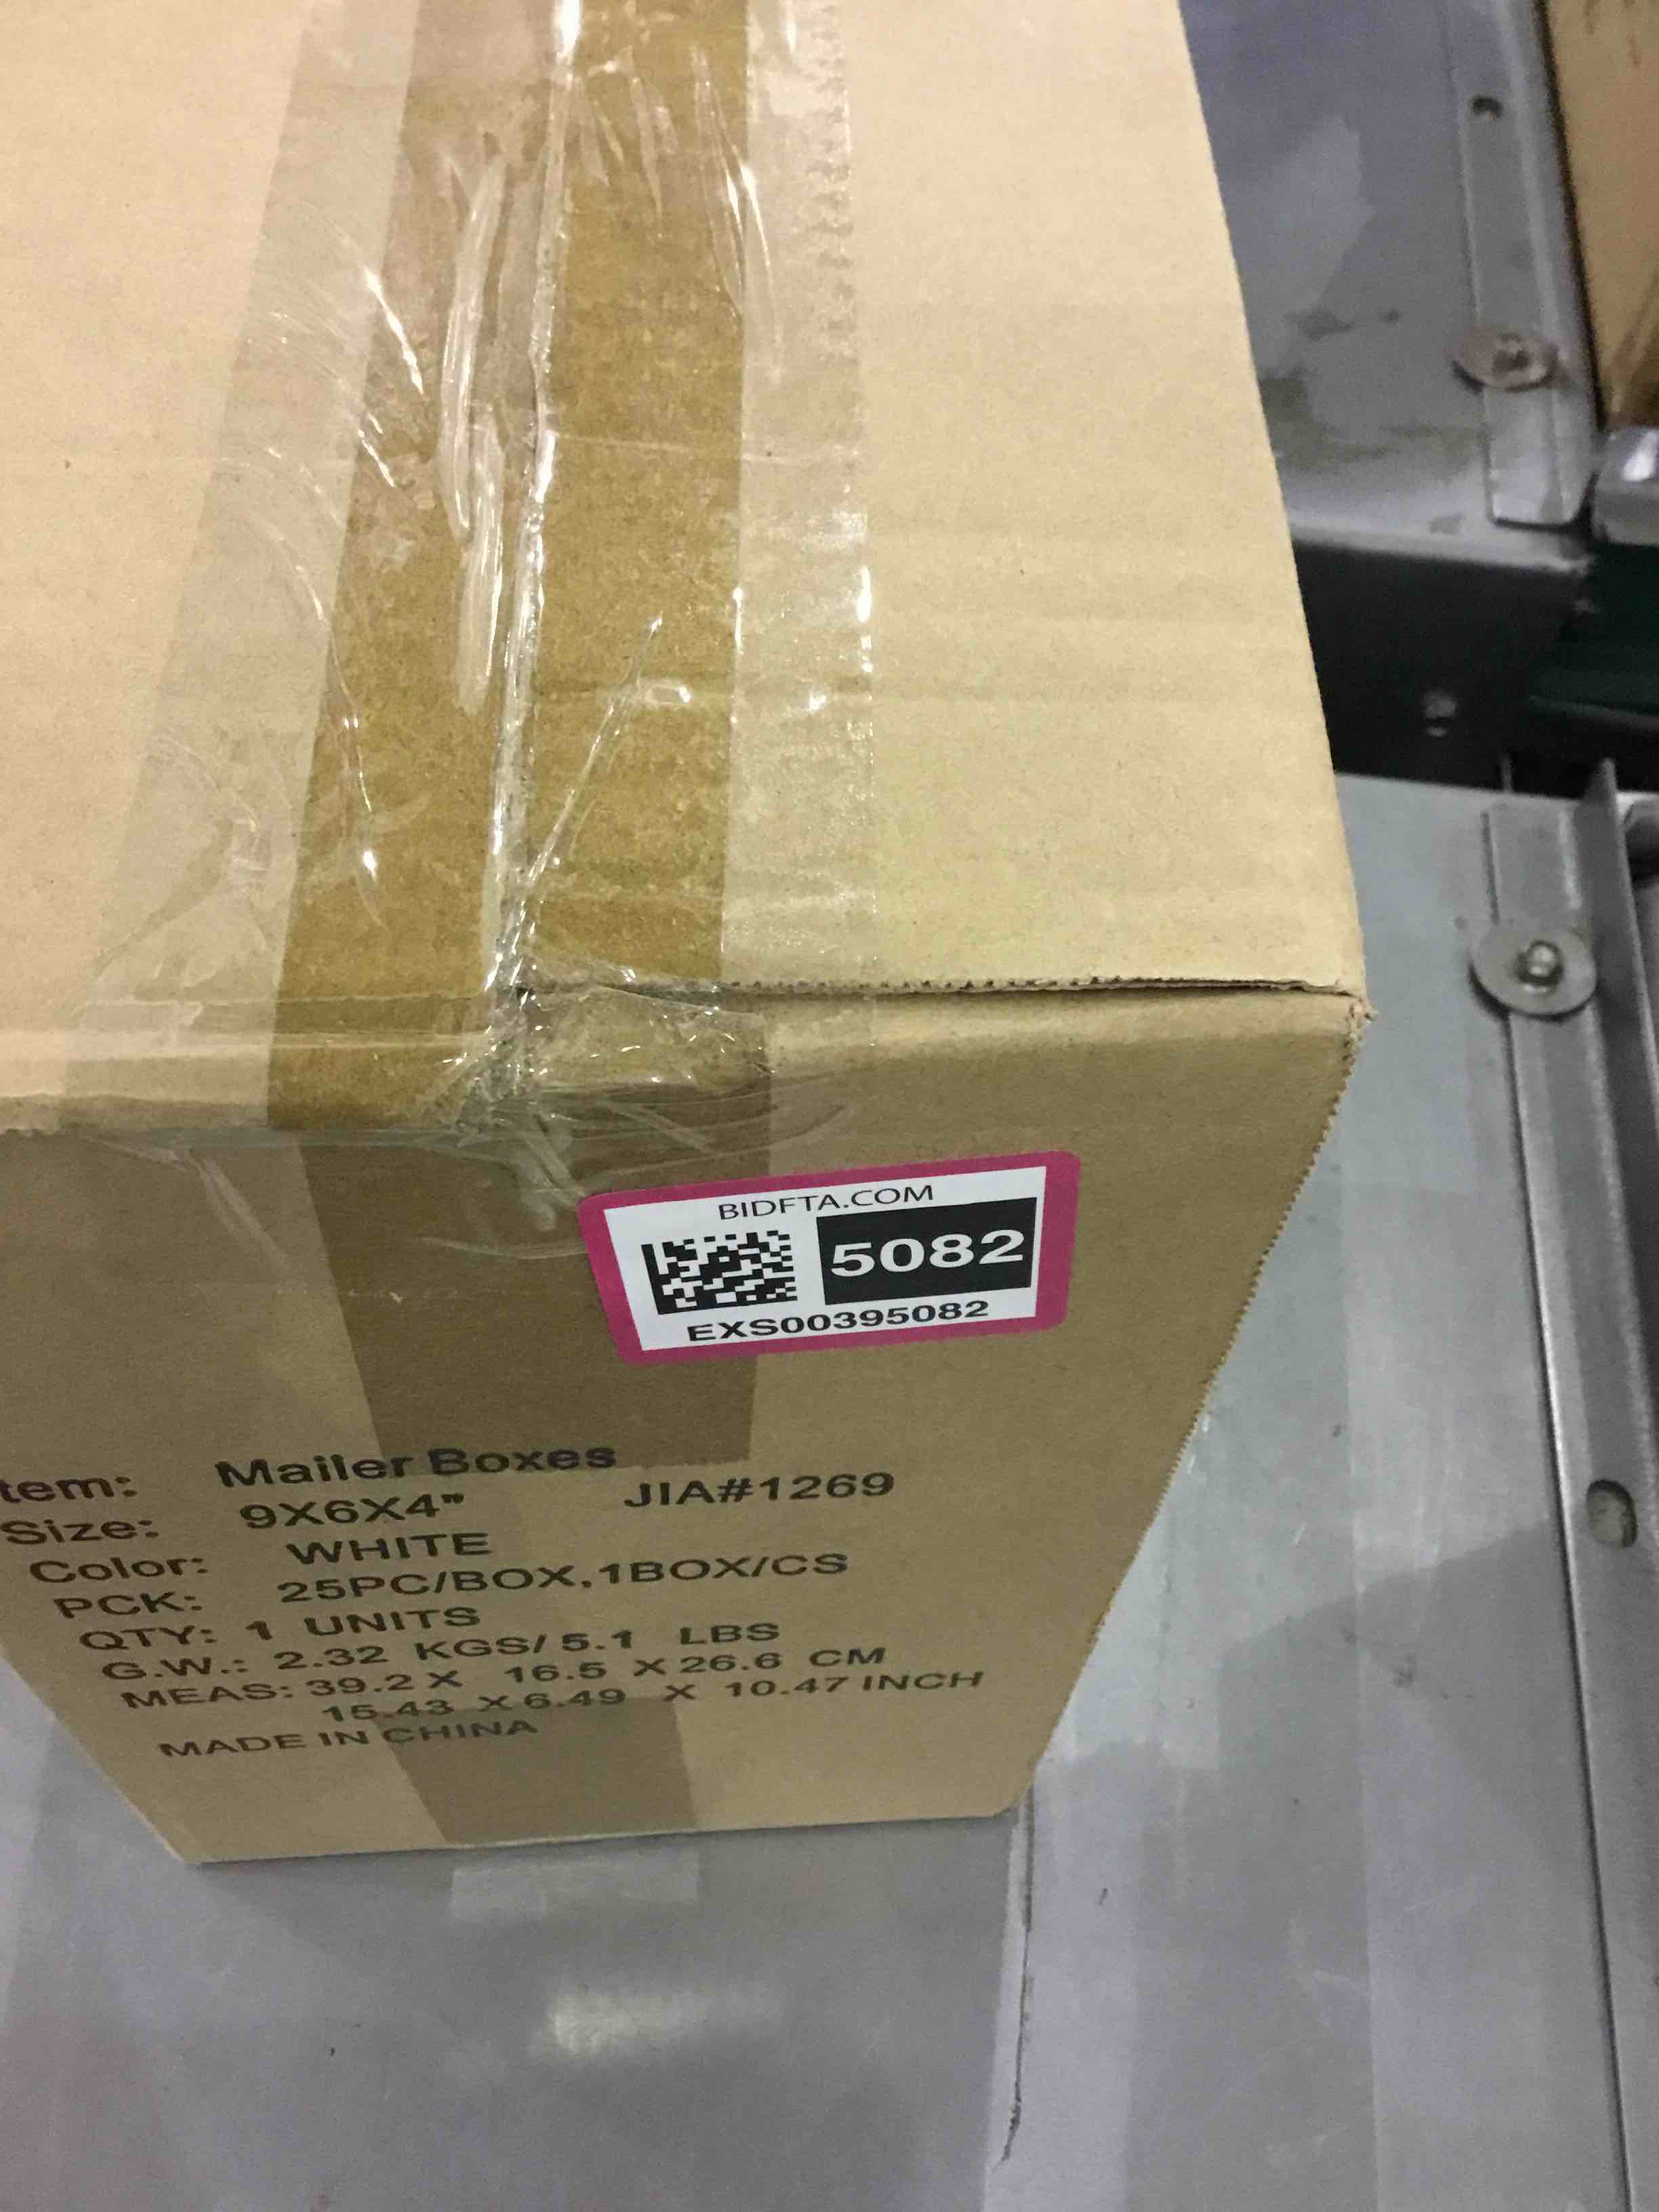 BIDFTA.COM
5082
EXS00395082
tem: Mailer Boxes
Size: 9X6X4" JIA#1269
Color: WHITE
PCK: 25PC/BOX,1BOX/CS
QTY: 1 UNITS
G.W.: 2.32 KGS/ 5.1 LBS
MEAS: 39.2 X 16.5 X 26.6 CM
15.43 X 6.49 X 10.47 INCH
MADE IN CHINA